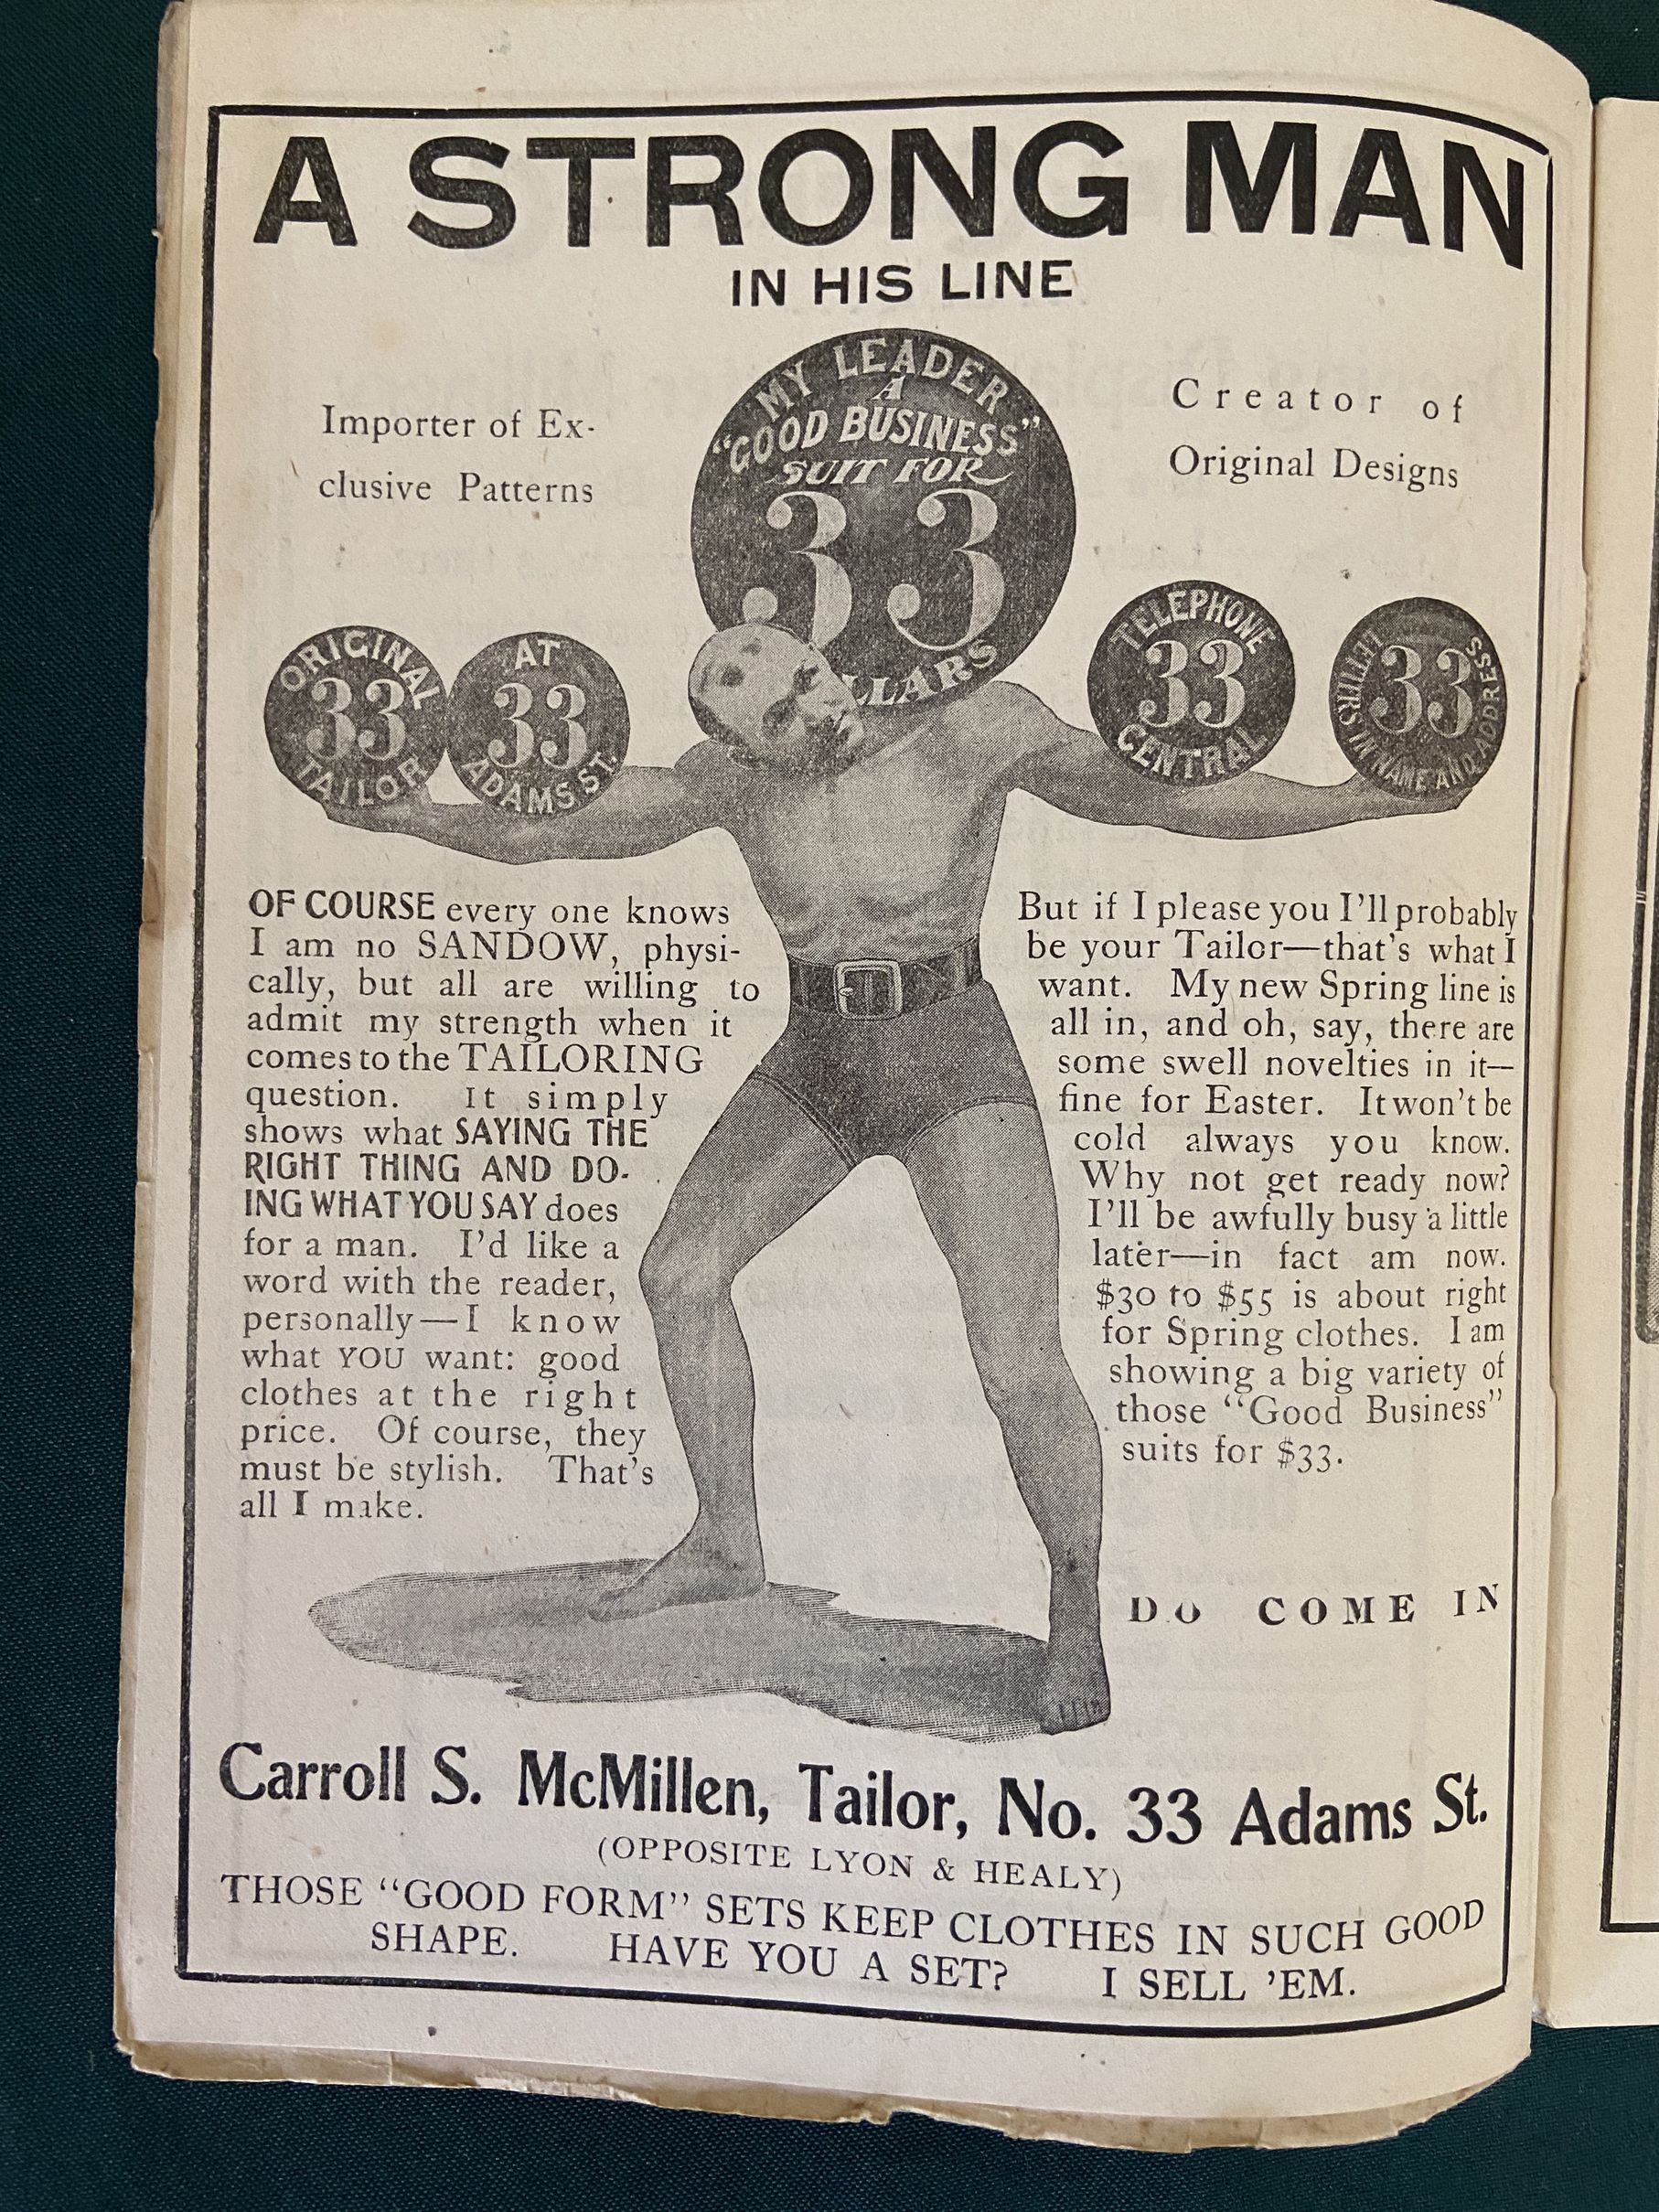 A STRONG MAN
IN HIS LINE
Importer of Ex-
clusive Patterns
MY LEADER
A
"GOOD BUSINESS"
SUIT FOR
33
LLARS
Creator of
Original Designs
ORIGINAL
33
TAILOR
AT
33
ADAMS ST.
TELEPHONE
33
CENTRAL
33
LETTERS IN NAME AND ADDRESS
OF COURSE every one knows
I am no SANDOW, physi-
cally, but all are willing to
admit my strength when it
comes to the TAILORING
question. It simply
shows what SAYING THE
RIGHT THING AND DO-
ING WHAT YOU SAY does
for a man. I'd like a
word with the reader,
personally—I know
what YOU want: good
clothes at the right
price. Of course, they
must be stylish. That's
all I make.
But if I please you I'll probably
be your Tailor—that's what I
want. My new Spring line is
all in, and oh, say, there are
some swell novelties in it—
fine for Easter. It won't be
cold always you know.
Why not get ready now?
I'll be awfully busy a little
later—in fact am now.
$30 to $55 is about right
for Spring clothes. I am
showing a big variety of
those "Good Business"
suits for $33.
DO COME IN
Carroll S. McMillen, Tailor, No. 33 Adams St.
(OPPOSITE LYON & HEALY)
THOSE "GOOD FORM" SETS KEEP CLOTHES IN SUCH GOOD
SHAPE. HAVE YOU A SET? I SELL 'EM.